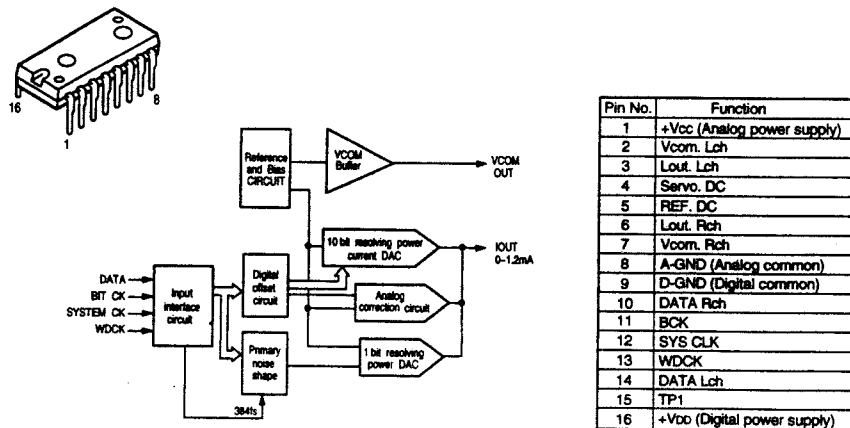 16
8
1
Reference
and Bias
CIRCUIT
VCOM
Buffer
VCOM
OUT
10 bit resolving power
current DAC
IOUT
0~1.2mA
DATA
BIT CK
SYSTEM CK
WDCK
Input
interface
circuit
Digital
offset
circuit
Analog
correction circuit
Primary
noise
shape
1 bit resolving
power DAC
384fs
Pin No. Function
1 +Vcc (Analog power supply)
2 Vcom. Lch
3 Lout. Lch
4 Servo. DC
5 REF. DC
6 Lout. Rch
7 Vcom. Rch
8 A-GND (Analog common)
9 D-GND (Digital common)
10 DATA Rch
11 BCK
12 SYS CLK
13 WDCK
14 DATA Lch
15 TP1
16 +VDD (Digital power supply)